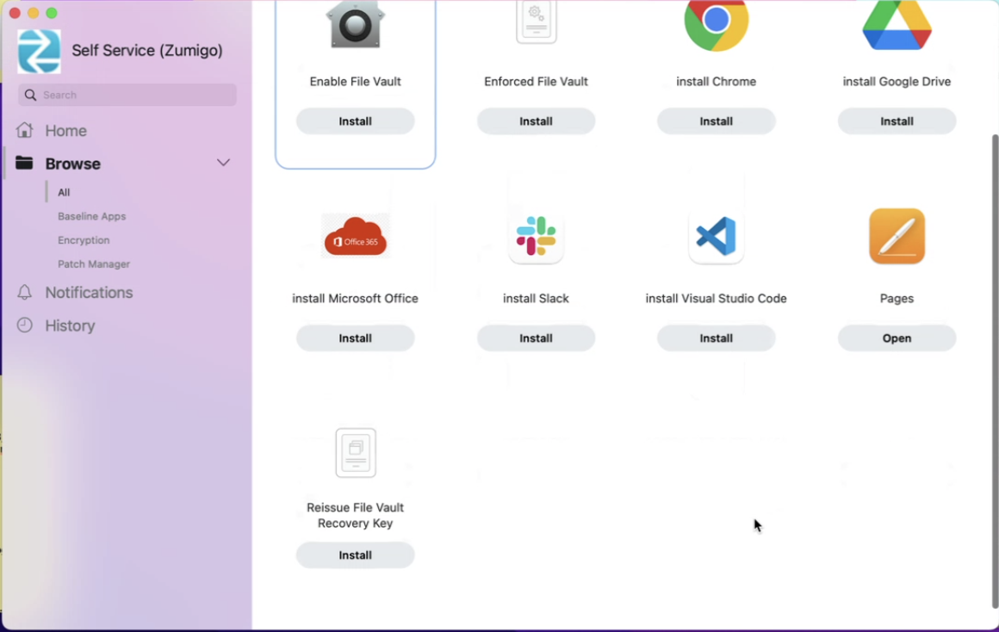 Self Service (Zumigo)
Search
Home
Browse
All
Baseline Apps
Encryption
Patch Manager
Notifications
History
Enable File Vault
Enforced File Vault
install Chrome
install Google Drive
Install
Install
Install
Install
Office 365
install Microsoft Office
install Slack
install Visual Studio Code
Pages
Install
Install
Install
Open
Reissue File Vault
Recovery Key
Install